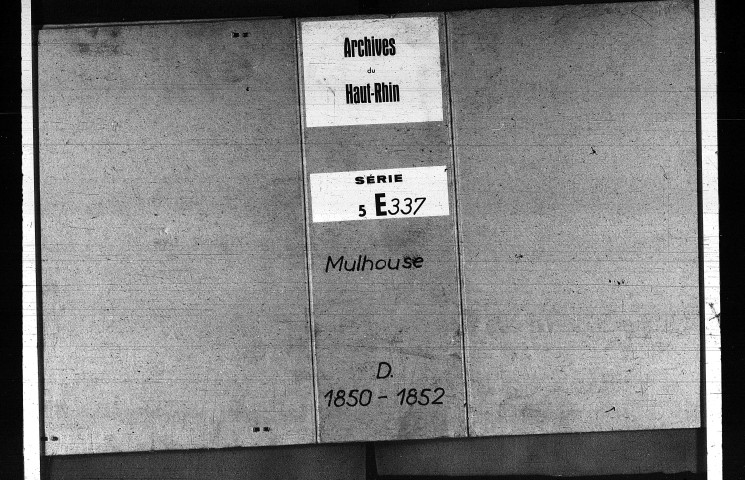 Archives
du
Haut-Rhin
SÉRIE
5 E337
Mulhouse
D.
1850 - 1852